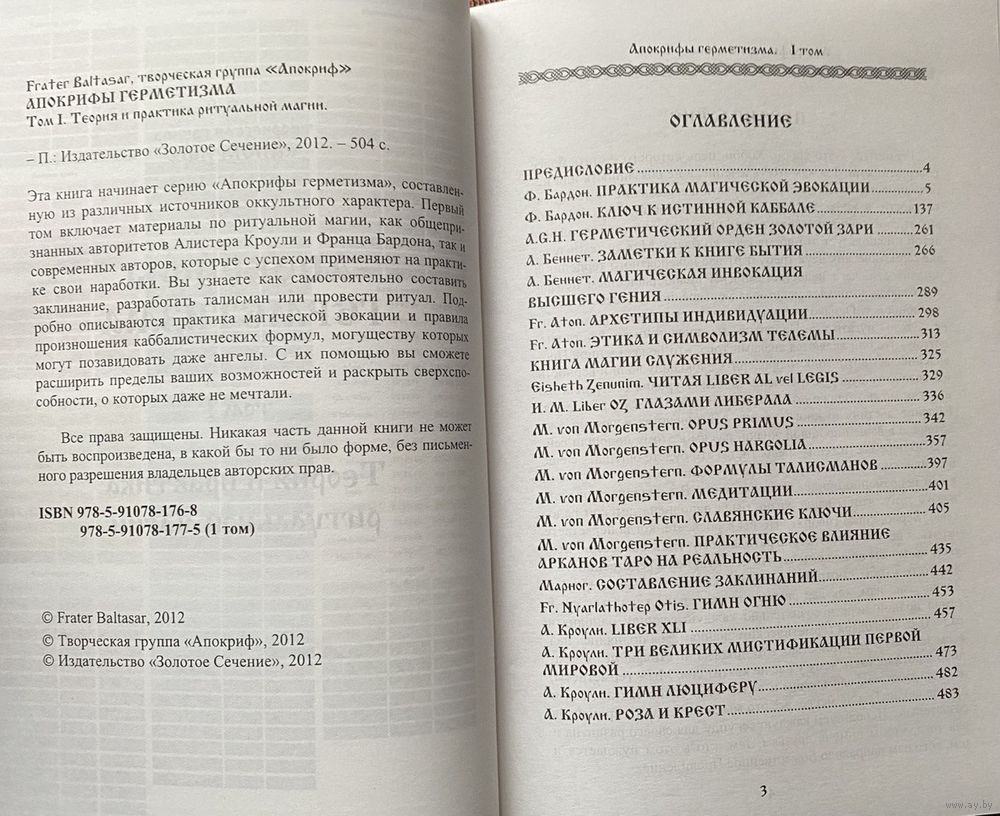 Frater Baltasar, творческая группа «Апокриф»
АПОКРИФЫ ГЕРМЕТИЗМА
Том I. Теория и практика ритуальной магии.
– П.: Издательство «Золотое Сечение», 2012. – 504 с.
Эта книга начинает серию «Апокрифы герметизма», составлен-
ную из различных источников оккультного характера. Первый
том включает материалы по ритуальной магии, как общепри-
знанных авторитетов Алистера Кроули и Франца Бардона, так и
современных авторов, которые с успехом применяют на практи-
ке свои наработки. Вы узнаете как самостоятельно составить
заклинание, разработать талисман или провести ритуал. Под-
робно описываются практика магической эвокации и правила
произношения каббалистических формул, могуществу которых
могут позавидовать даже ангелы. С их помощью вы сможете
расширить пределы ваших возможностей и раскрыть сверхспо-
собности, о которых даже не мечтали.
Все права защищены. Никакая часть данной книги не может
быть воспроизведена, в какой бы то ни было форме, без письмен-
ного разрешения владельцев авторских прав.
ISBN 978-5-91078-176-8
978-5-91078-177-5 (1 том)
© Frater Baltasar, 2012
© Творческая группа «Апокриф», 2012
© Издательство «Золотое Сечение», 2012
Апокрифы герметизма. I том
ОГЛАВЛЕНИЕ
ПРЕДИСЛОВИЕ 4
Ф. Бардон. ПРАКТИКА МАГИЧЕСКОЙ ЭВОКАЦИИ 5
Ф. Бардон. КЛЮЧ К ИСТИННОЙ КАББАЛЕ 137
A.G.H. ГЕРМЕТИЧЕСКИЙ ОРДЕН ЗОЛОТОЙ ЗАРИ 261
А. Беннет. ЗАМЕТКИ К КНИГЕ БЫТИЯ 266
А. Беннет. МАГИЧЕСКАЯ ИНВОКАЦИЯ
ВЫСШЕГО ГЕНИЯ 289
Fr. Aton. АРХЕТИПЫ ИНДИВИДУАЦИИ 298
Fr. Aton. ЭТИКА И СИМВОЛИЗМ ТЕЛЕМЫ 313
КНИГА МАГИИ СЛУЖЕНИЯ 325
Eisheth Zenunim. ЧИТАЯ LIBER AL vel LEGIS 329
И. М. Liber OZ ГЛАЗАМИ ЛИБЕРАЛА 336
M. von Morgenstern. OPUS PRIMUS 342
M. von Morgenstern. OPUS HARGOLIA 357
M. von Morgenstern. ФОРМУЛЫ ТАЛИСМАНОВ 397
M. von Morgenstern. МЕДИТАЦИИ 401
M. von Morgenstern. СЛАВЯНСКИЕ КЛЮЧИ 405
M. von Morgenstern. ПРАКТИЧЕСКОЕ ВЛИЯНИЕ
АРКАНОВ ТАРО НА РЕАЛЬНОСТЬ 435
Марног. СОСТАВЛЕНИЕ ЗАКЛИНАНИЙ 442
Fr. Nyarlathotep Otis. ГИМН ОГНЮ 453
А. Кроули. LIBER XLI 457
А. Кроули. ТРИ ВЕЛИКИХ МИСТИФИКАЦИИ ПЕРВОЙ
МИРОВОЙ 473
А. Кроули. ГИМН ЛЮЦИФЕРУ 482
А. Кроули. РОЗА И КРЕСТ 483
3
www.ay.by